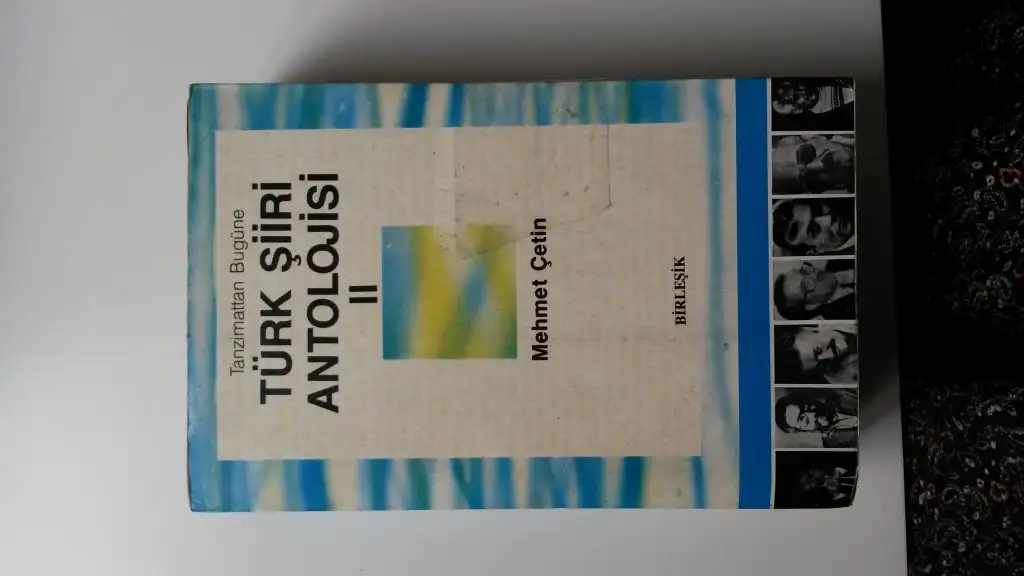 Tanzimattan Bugüne
TÜRK ŞİİRİ
ANTOLOJİSİ
II
Mehmet Çetin
BİRLEŞİK